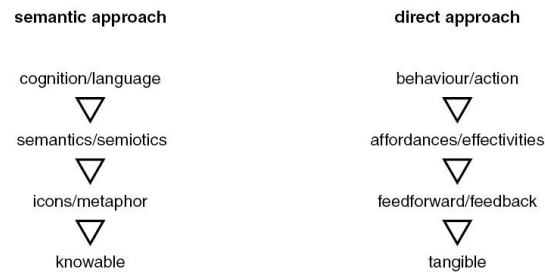 semantic approach
cognition/language
semantics/semiotics
icons/metaphor
knowable
direct approach
behaviour/action
affordances/effectivities
feedforward/feedback
tangible